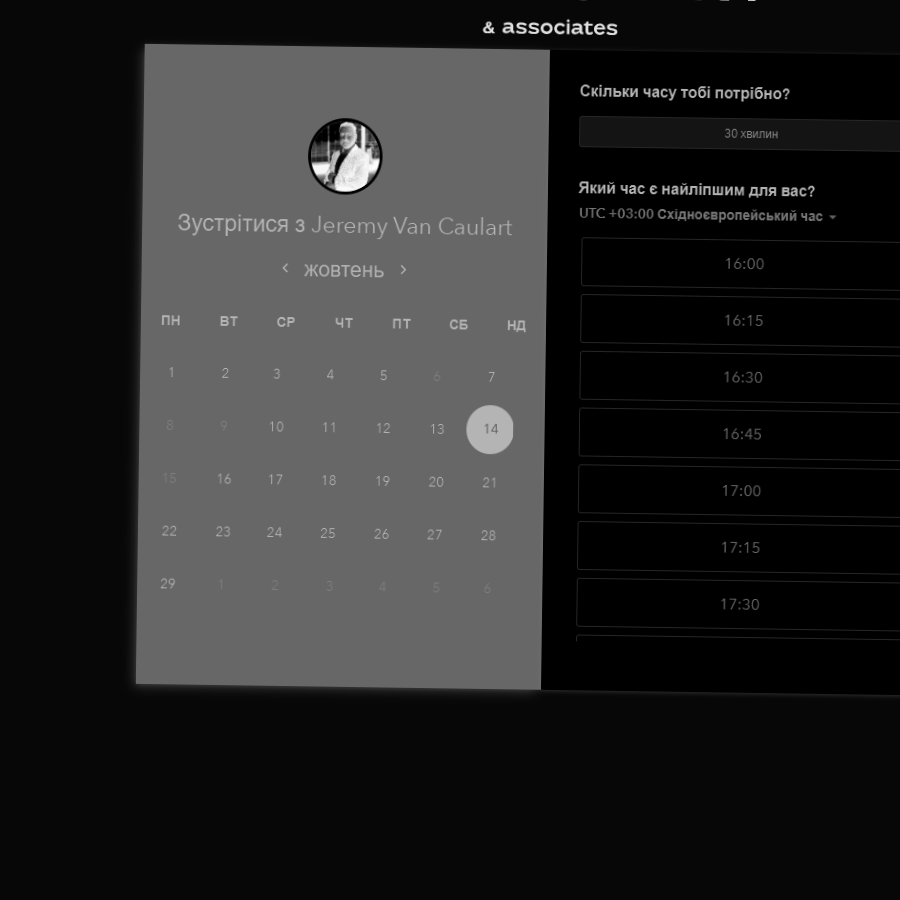 & associates
Зустрітися з Jeremy Van Caulart
жовтень
ПН ВТ СР ЧТ ПТ СБ НД
1 2 3 4 5 6 7
8 9 10 11 12 13 14
15 16 17 18 19 20 21
22 23 24 25 26 27 28
29 1 2 3 4 5 6
Скільки часу тобі потрібно?
30 хвилин
Який час є найліпшим для вас?
UTC +03:00 Східноєвропейський час
16:00
16:15
16:30
16:45
17:00
17:15
17:30